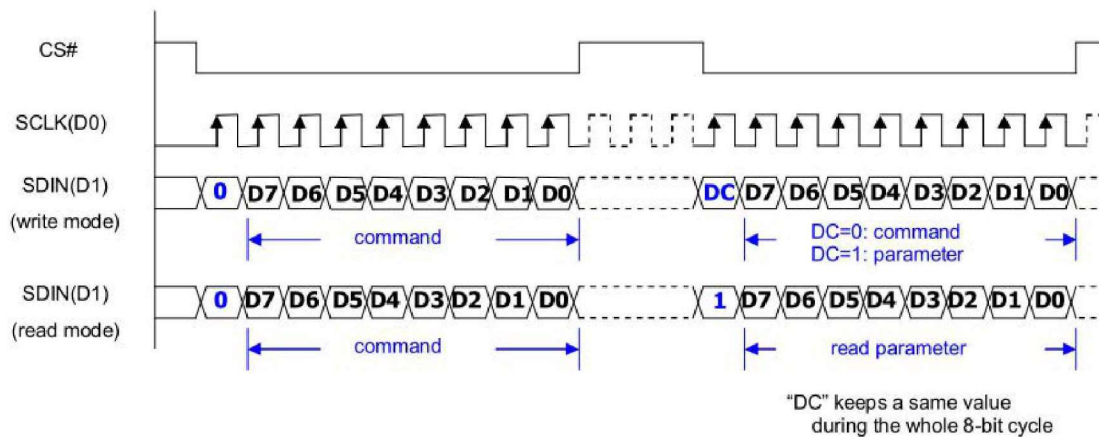 CS#
SCLK(D0)
SDIN(D1)
(write mode)
0 D7 D6 D5 D4 D3 D2 D1 D0 DC D7 D6 D5 D4 D3 D2 D1 D0
command
DC=0: command
DC=1: parameter
SDIN(D1)
(read mode)
0 D7 D6 D5 D4 D3 D2 D1 D0 1 D7 D6 D5 D4 D3 D2 D1 D0
command
read parameter
“DC” keeps a same value
during the whole 8-bit cycle